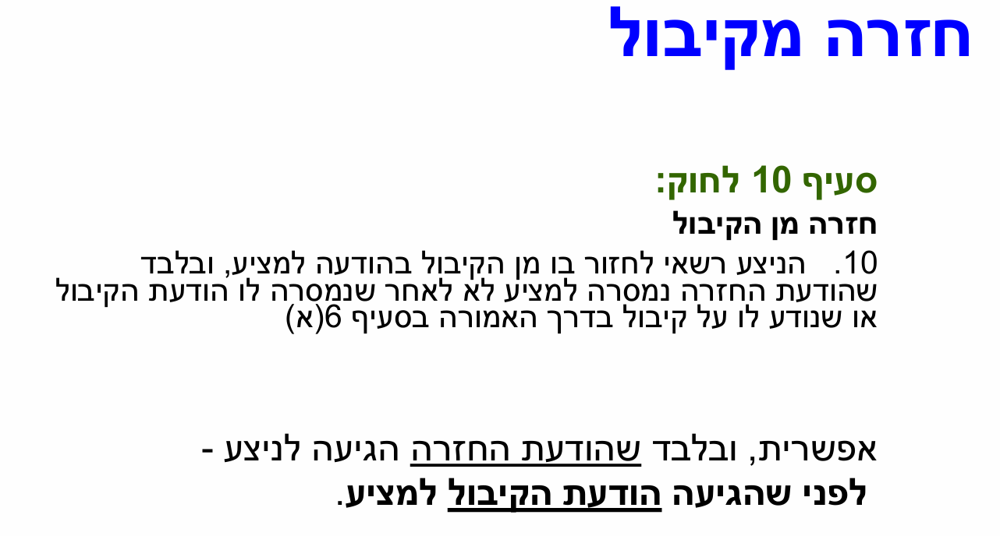 חזרה מקיבול
סעיף 10 לחוק:
חזרה מן הקיבול
10. הניצע רשאי לחזור בו מן הקיבול בהודעה למציע, ובלבד
שהודעת החזרה נמסרה למציע לא לאחר שנמסרה לו הודעת הקיבול
או שנודע לו על קיבול בדרך האמורה בסעיף 6(א)
אפשרית, ובלבד שהודעת החזרה הגיעה לניצע -
לפני שהגיעה הודעת הקיבול למציע.